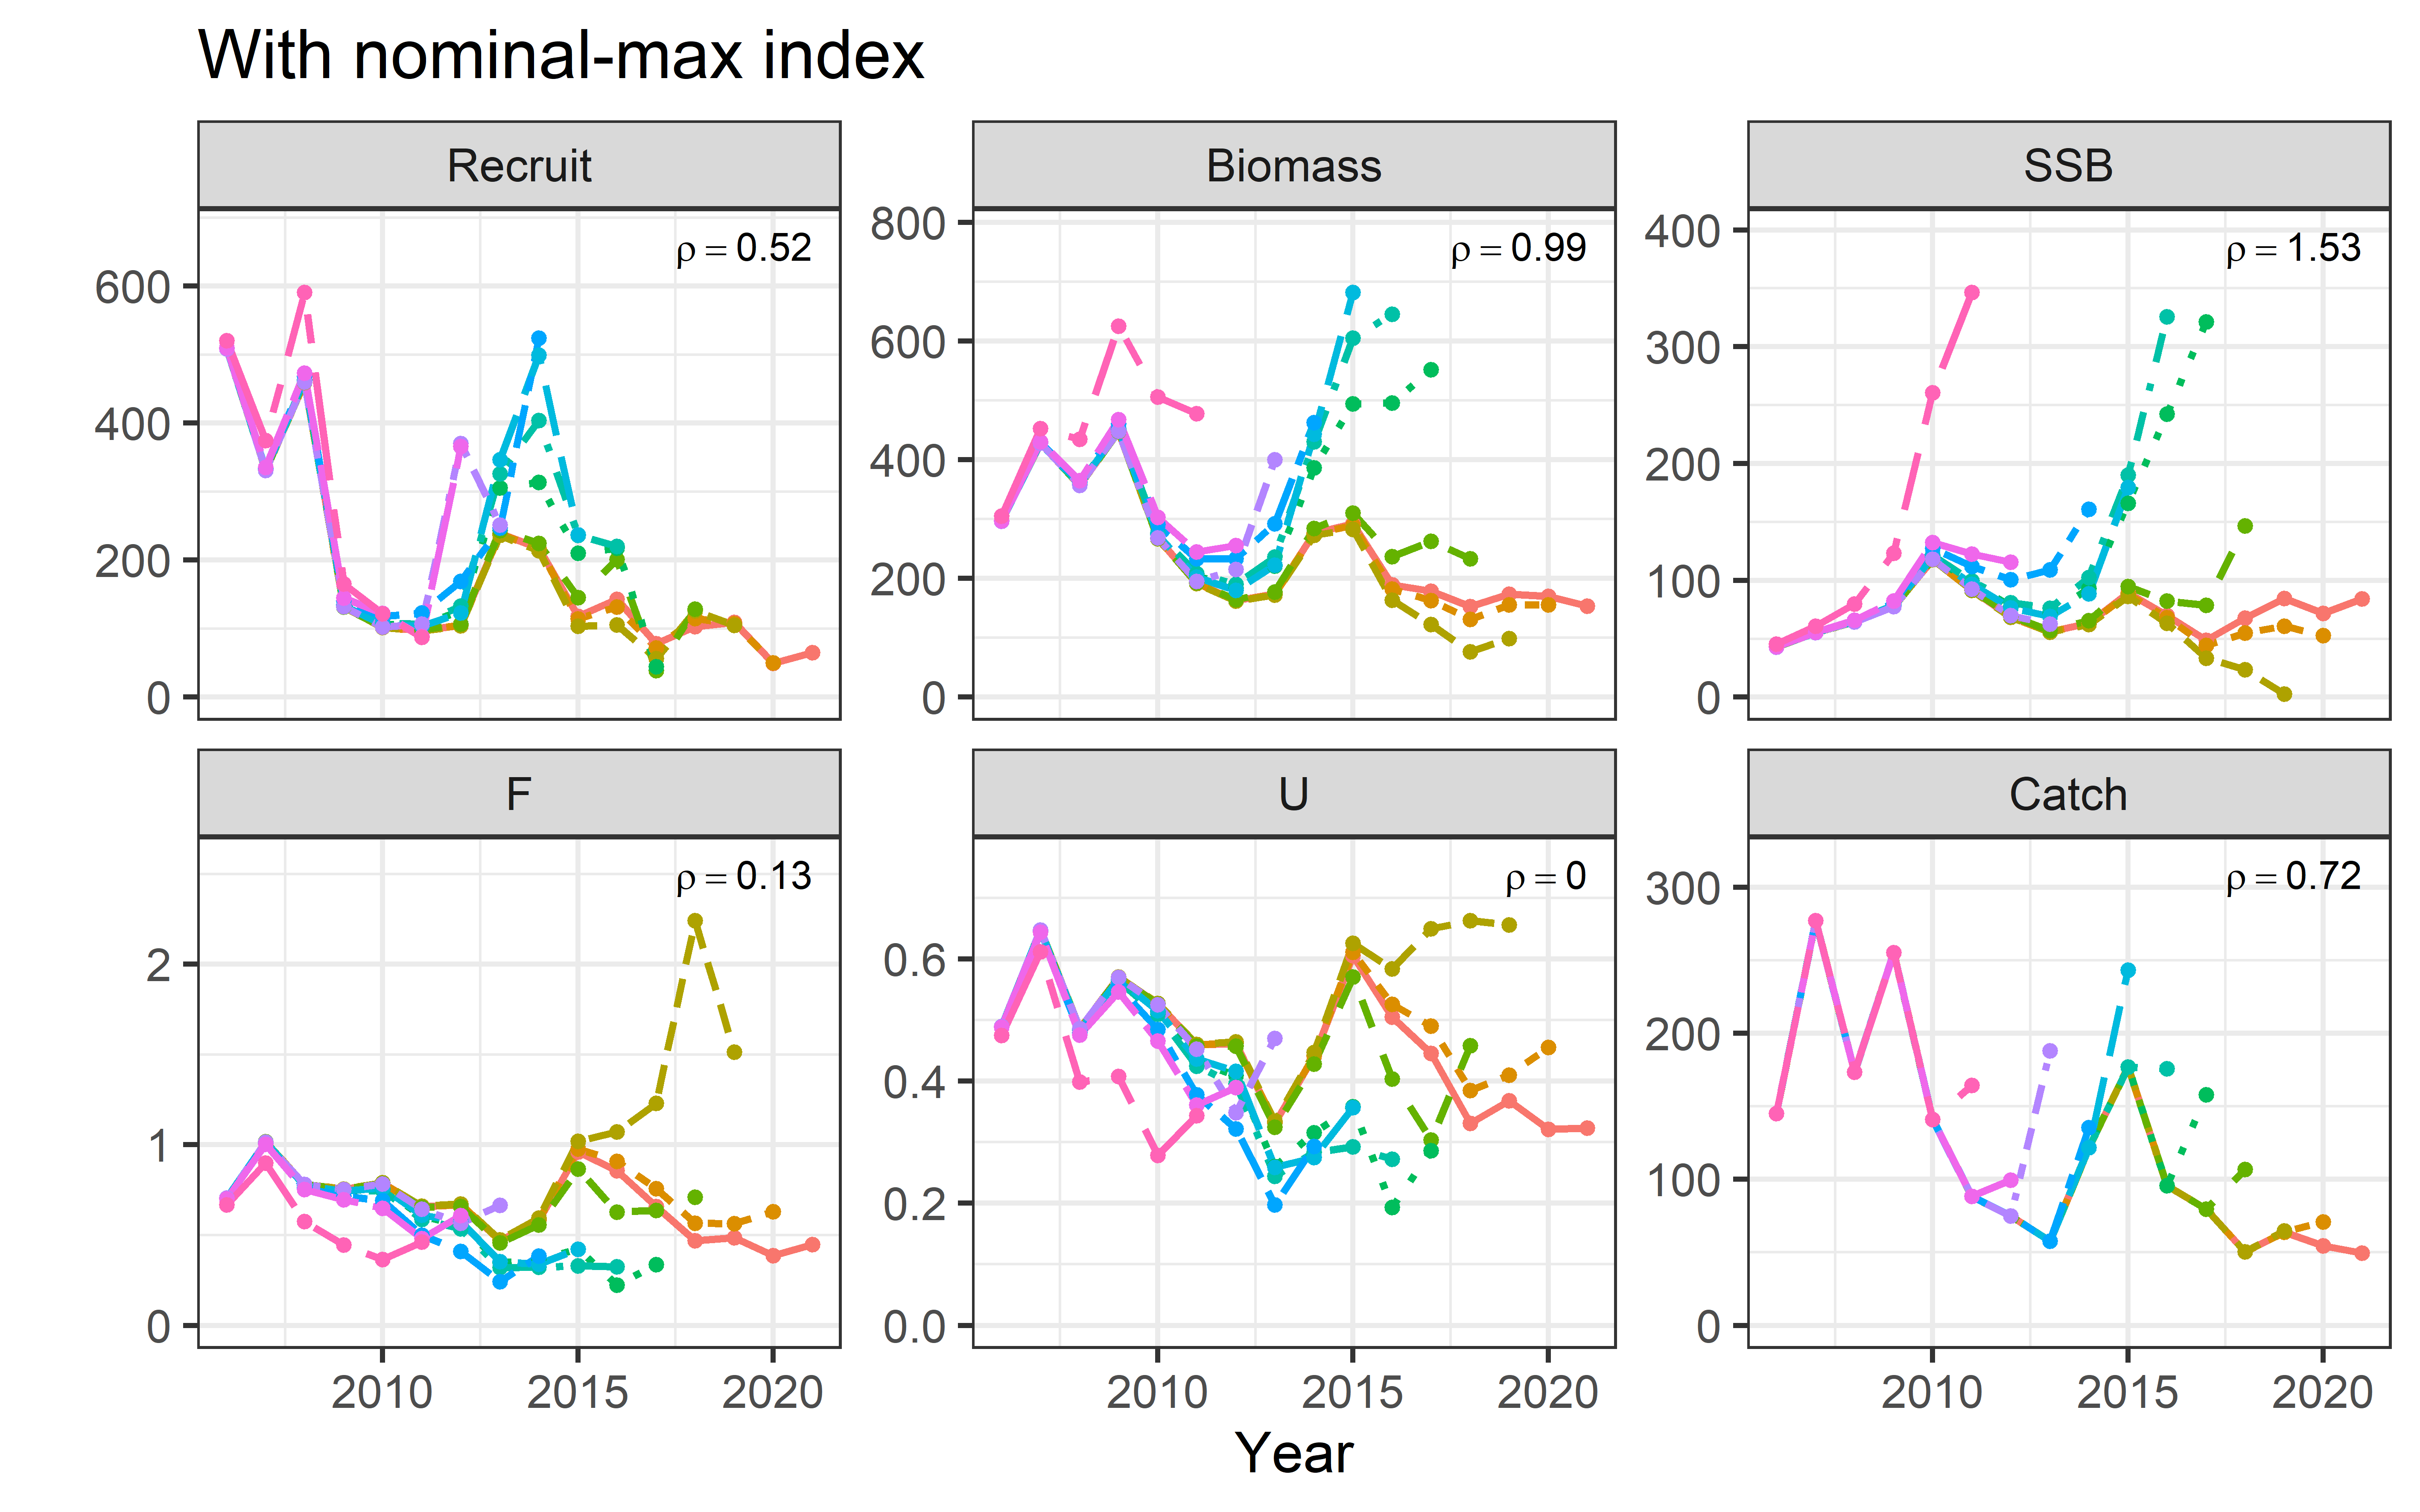 With nominal-max index
Recruit
Biomass
SSB
ρ = 0.52
ρ = 0.99
ρ = 1.53
600
400
200
0
800
600
400
200
0
400
300
200
100
0
F
U
Catch
ρ = 0.13
ρ = 0
ρ = 0.72
2
1
0
0.6
0.4
0.2
0.0
300
200
100
0
2010 2015 2020
2010 2015 2020
2010 2015 2020
Year